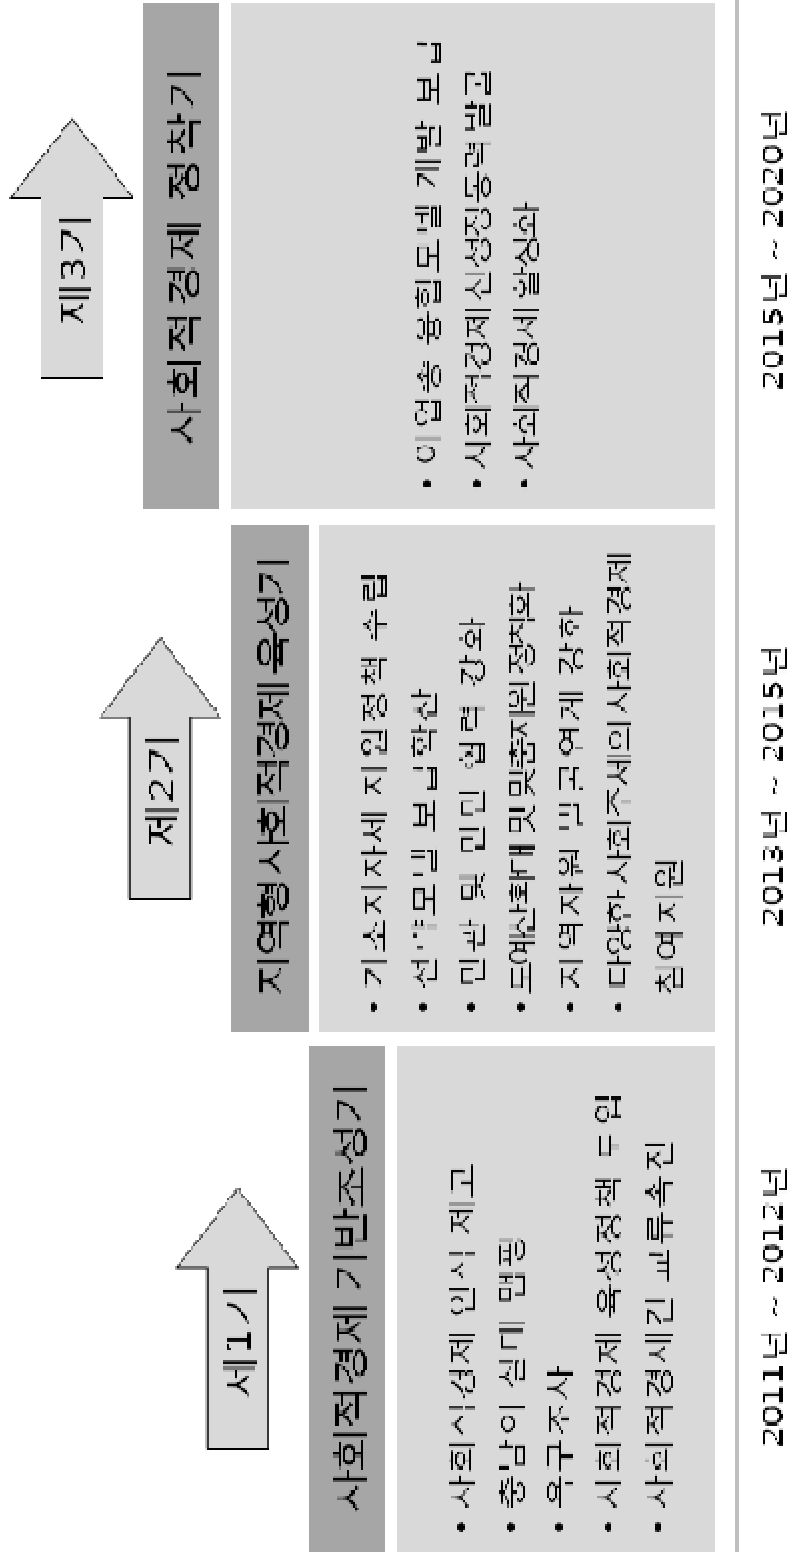 제1기
사회적경제 기반조성기
• 사회적경제 인식 제고
• 충남의 실태 맵핑
• 욕구조사
• 사회적경제 육성정책 도입
• 사회적경제간 교류촉진
2011년 ~ 2012년
제2기
지역형 사회적경제 육성기
• 기초지자체 지원정책 수립
• 선 모델 보 확산
• 민관 및 민민 협력 강화
• 도예산확대 및 맞춤지원 정착화
• 지역자원 및 연계 강화
• 다양한 사회주체의 사회적경제
참여지원
2013년 ~ 2015년
제3기
사회적경제 정착기
• 이업종 융합모델 개발 보급
• 사회적경제 신성장동력 발굴
• 사회적경제 활성화
2015년 ~ 2020년